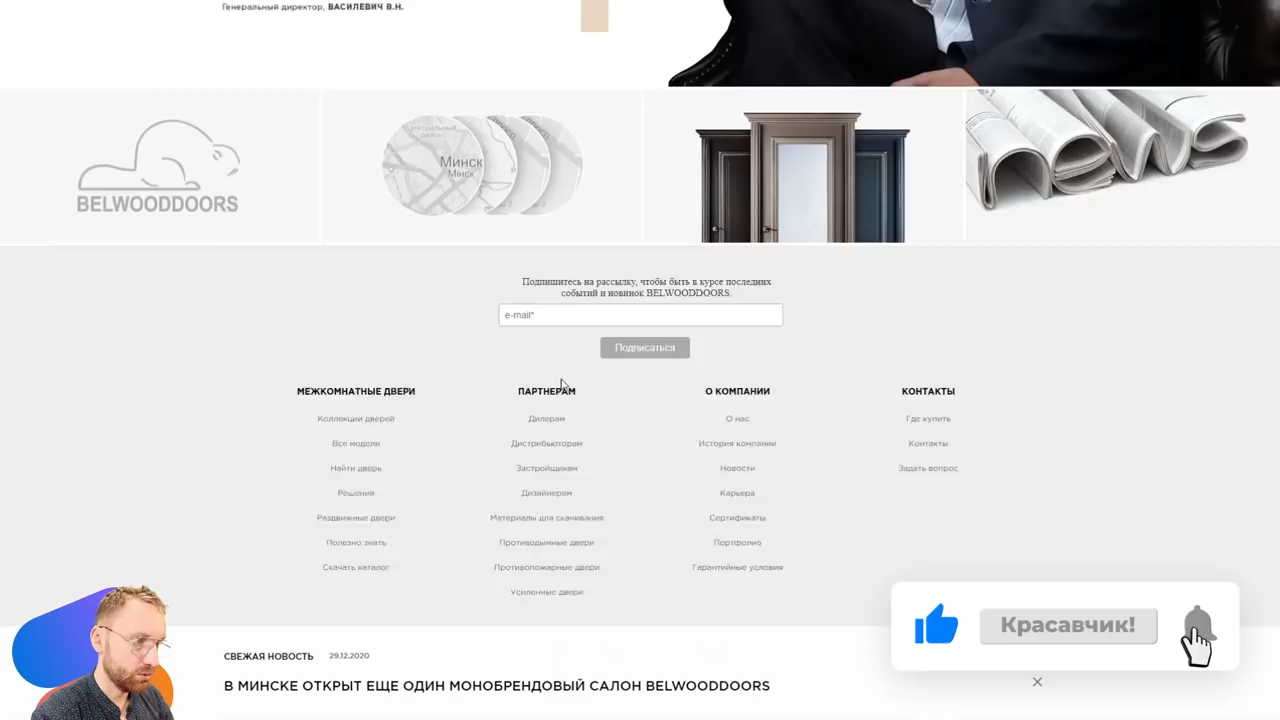 Генеральный директор, ВАСИЛЕВИЧ В.Н.
BELWOODDOORS
Центральный район
Минск
Мінск
Подпишитесь на рассылку, чтобы быть в курсе последних
событий и новинок BELWOODDOORS.
e-mail*
Подписаться
МЕЖКОМНАТНЫЕ ДВЕРИ
Коллекции дверей
Все модели
Найти дверь
Решения
Раздвижные двери
Полезно знать
Скачать каталог
ПАРТНЕРАМ
Дилерам
Дистрибьюторам
Застройщикам
Дизайнерам
Материалы для скачивания
Противодымные двери
Противопожарные двери
Усиленные двери
О КОМПАНИИ
О нас
История компании
Новости
Карьера
Сертификаты
Портфолио
Гарантийные условия
КОНТАКТЫ
Где купить
Контакты
Задать вопрос
Красавчик!
СВЕЖАЯ НОВОСТЬ 29.12.2020
В МИНСКЕ ОТКРЫТ ЕЩЕ ОДИН МОНОБРЕНДОВЫЙ САЛОН BELWOODDOORS